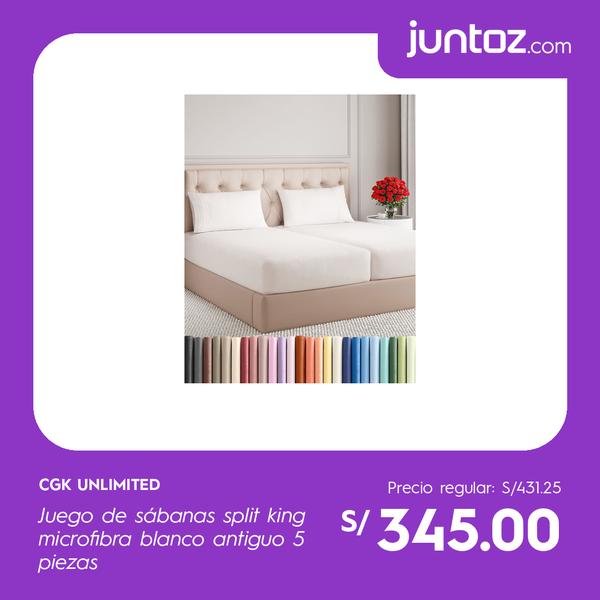 juntoz.com
CGK UNLIMITED
Juego de sábanas split king
microfibra blanco antiguo 5
piezas
Precio regular: S/431.25
S/ 345.00